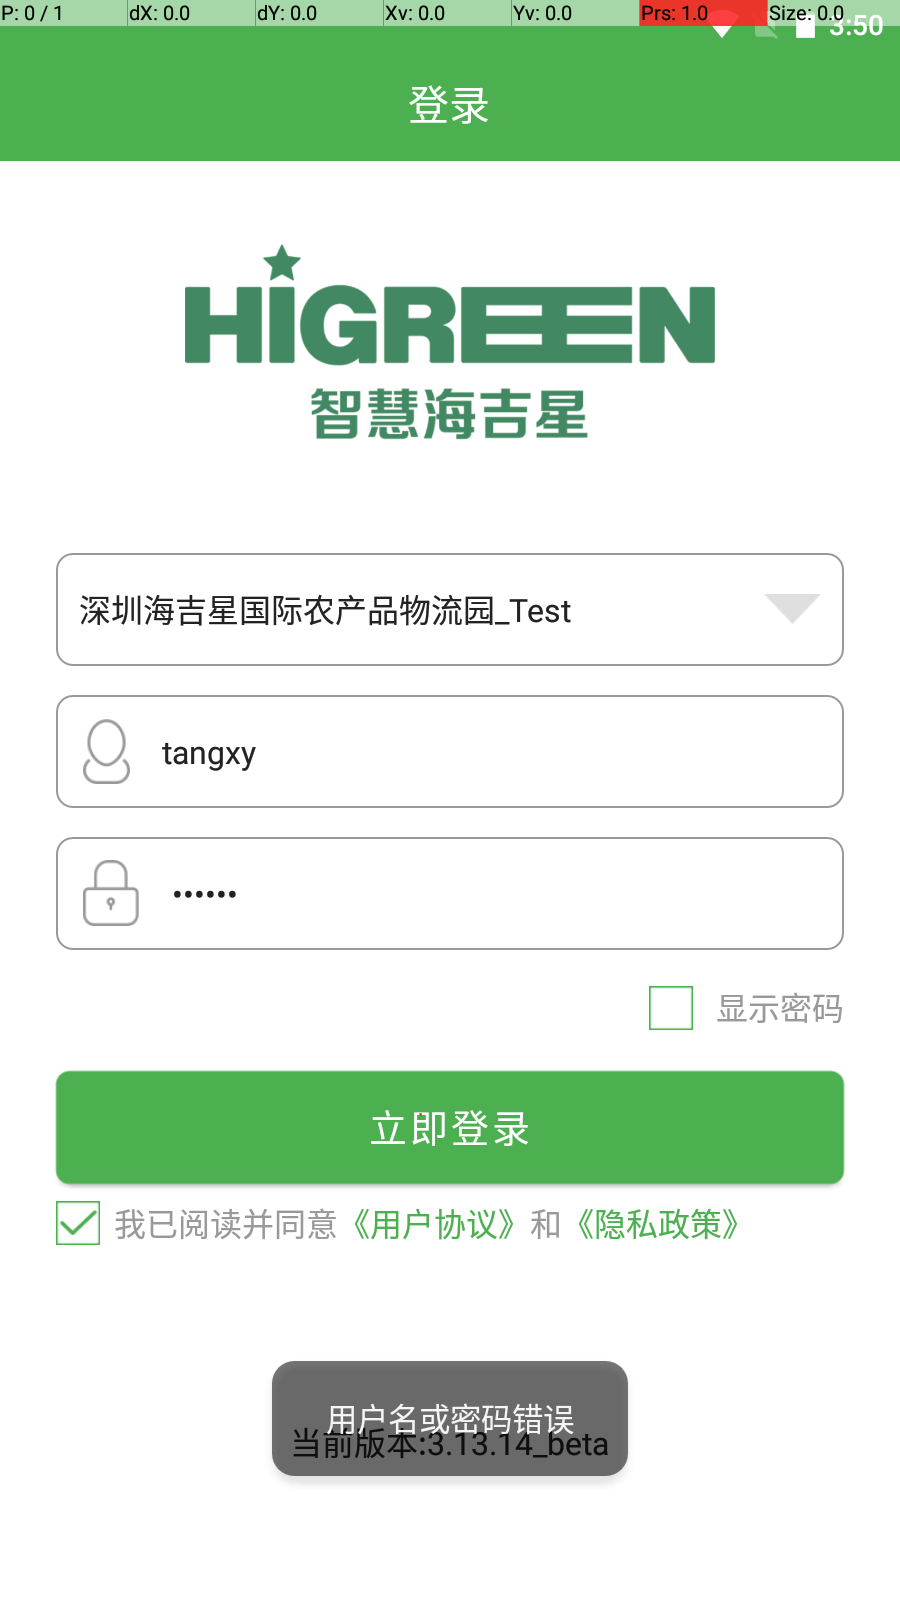 P: 0 / 1 dX: 0.0 dY: 0.0 Xv: 0.0 Yv: 0.0 Prs: 1.0 Size: 0.0
3:50
登录
HIGREEN
智慧海吉星
深圳海吉星国际农产品物流园_Test
tangxy
••••••
显示密码
立即登录
我已阅读并同意《用户协议》和《隐私政策》
用户名或密码错误
当前版本:3.13.14_beta